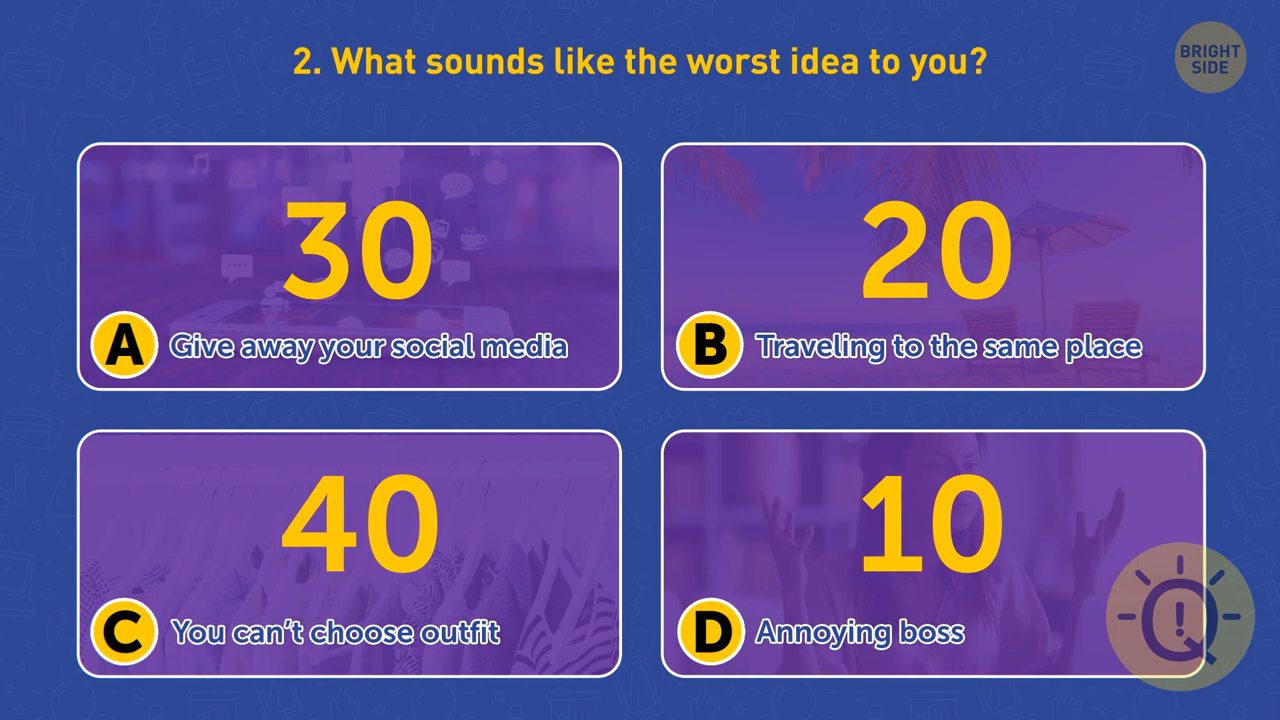 2. What sounds like the worst idea to you?
BRIGHT
SIDE
30
A Give away your social media
20
B Traveling to the same place
40
C You can't choose outfit
10
D Annoying boss
Q!